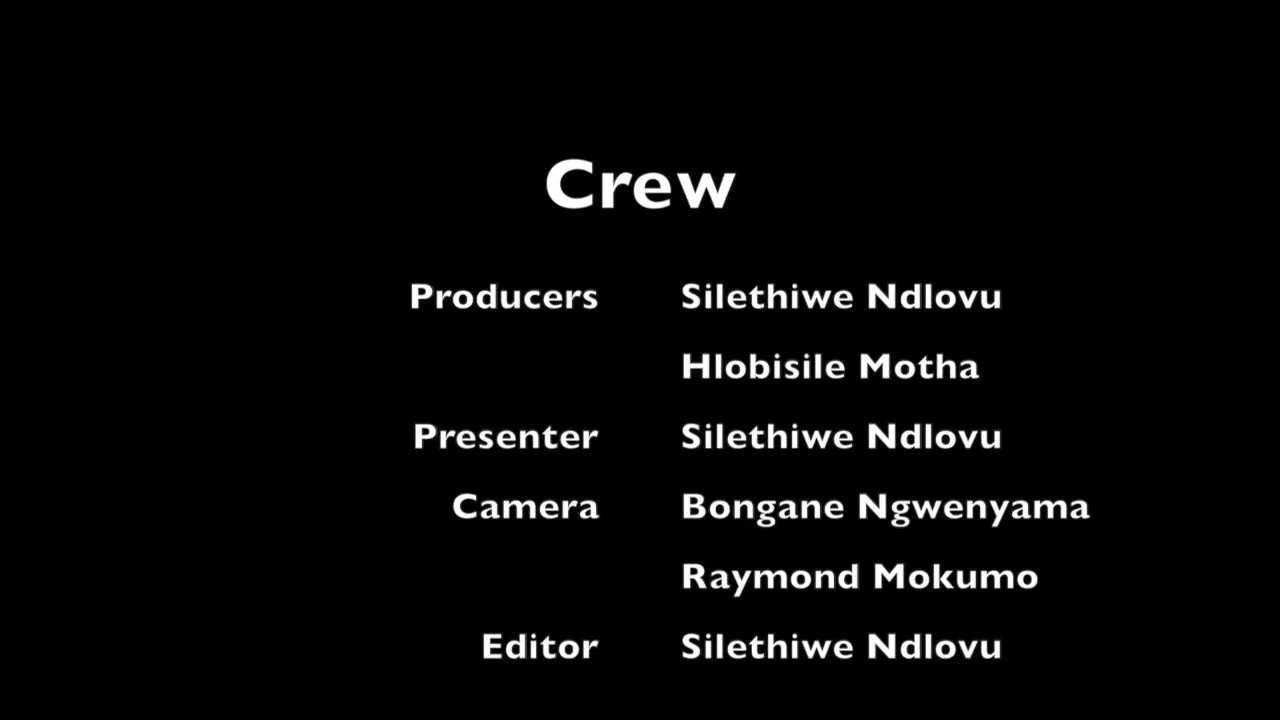 Crew
Producers Silethiwe Ndlovu
Hlobisile Motha
Presenter Silethiwe Ndlovu
Camera Bongane Ngwenyama
Raymond Mokumo
Editor Silethiwe Ndlovu